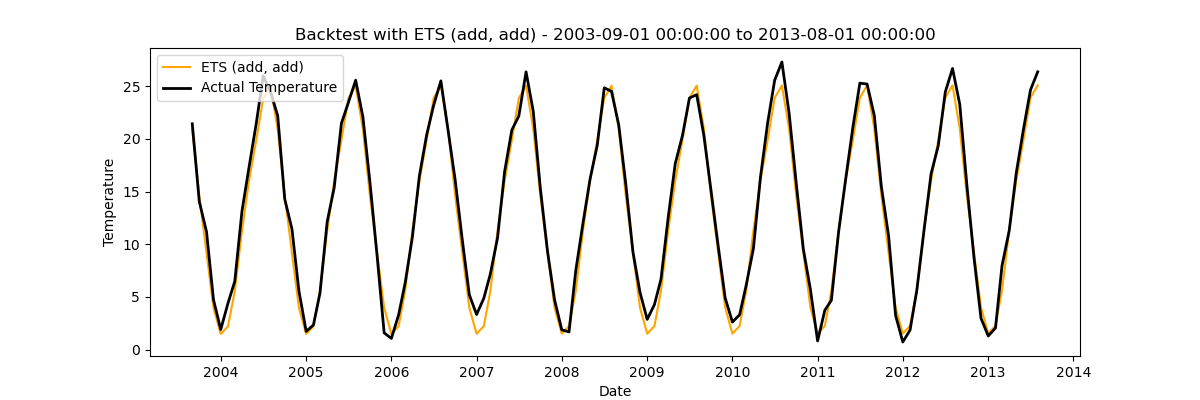 Backtest with ETS (add, add) - 2003-09-01 00:00:00 to 2013-08-01 00:00:00
ETS (add, add)
Actual Temperature
25
20
15
10
5
0
Temperature
2004 2005 2006 2007 2008 2009 2010 2011 2012 2013 2014
Date